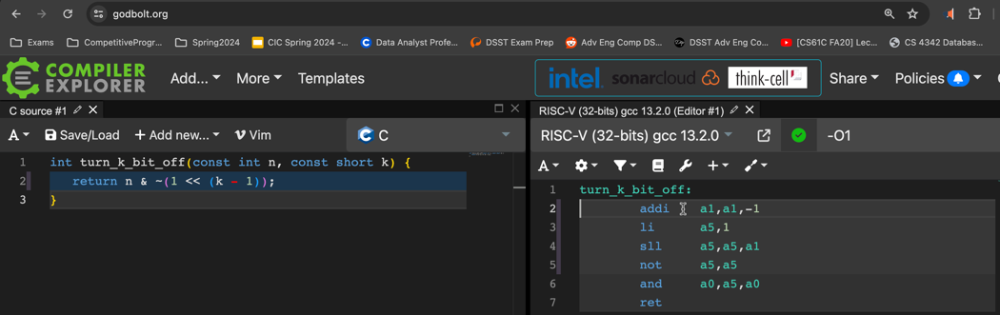 godbolt.org
Exams CompetitiveProgr... Spring2024 CIC Spring 2024 -... Data Analyst Profe... DSST Exam Prep Adv Eng Comp DS... DSST Adv Eng Co... [CS61C FA20] Lec... CS 4342 Databas...
COMPILER EXPLORER Add... More Templates intel. sonarcloud think-cell Share Policies
C source #1 RISC-V (32-bits) gcc 13.2.0 (Editor #1)
A Save/Load + Add new... Vim C RISC-V (32-bits) gcc 13.2.0 -O1
A
1 int turn_k_bit_off(const int n, const short k) {
2 return n & ~(1 << (k - 1));
3 }
1 turn_k_bit_off:
2 addi a1,a1,-1
3 li a5,1
4 sll a5,a5,a1
5 not a5,a5
6 and a0,a5,a0
7 ret